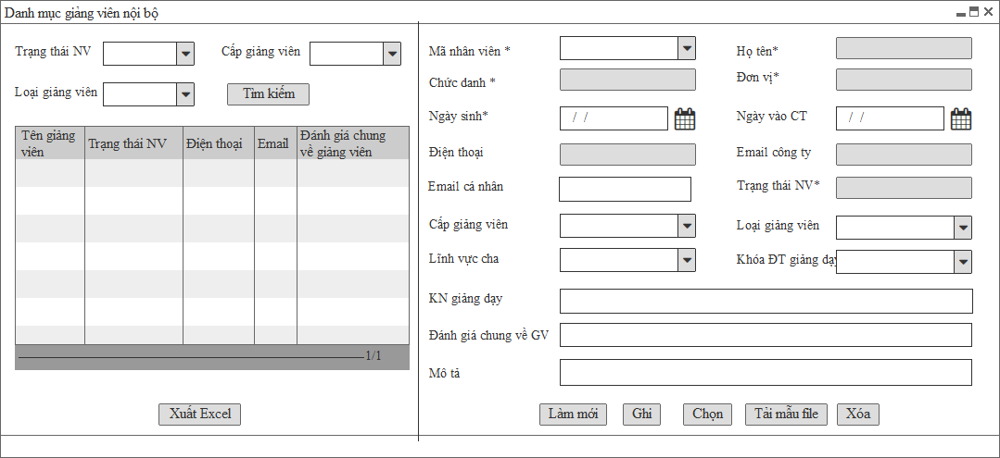 Danh mục giảng viên nội bộ
Trạng thái NV
Cấp giảng viên
Loại giảng viên
Tìm kiếm
Tên giảng viên
Trạng thái NV
Điện thoại
Email
Đánh giá chung về giảng viên
1/1
Xuất Excel
Mã nhân viên *
Họ tên*
Chức danh *
Đơn vị*
Ngày sinh*
/ /
Ngày vào CT
/ /
Điện thoại
Email công ty
Email cá nhân
Trạng thái NV*
Cấp giảng viên
Loại giảng viên
Lĩnh vực cha
Khóa ĐT giảng dạy
KN giảng dạy
Đánh giá chung về GV
Mô tả
Làm mới
Ghi
Chọn
Tải mẫu file
Xóa